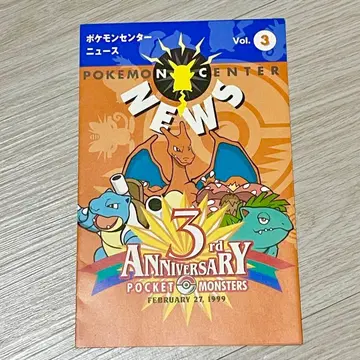 ポケモンセンター
ニュース
Vol. 3
POKEMON CENTER
NEWS
3rd
ANNIVERSARY
POCKET MONSTERS
FEBRUARY 27, 1999